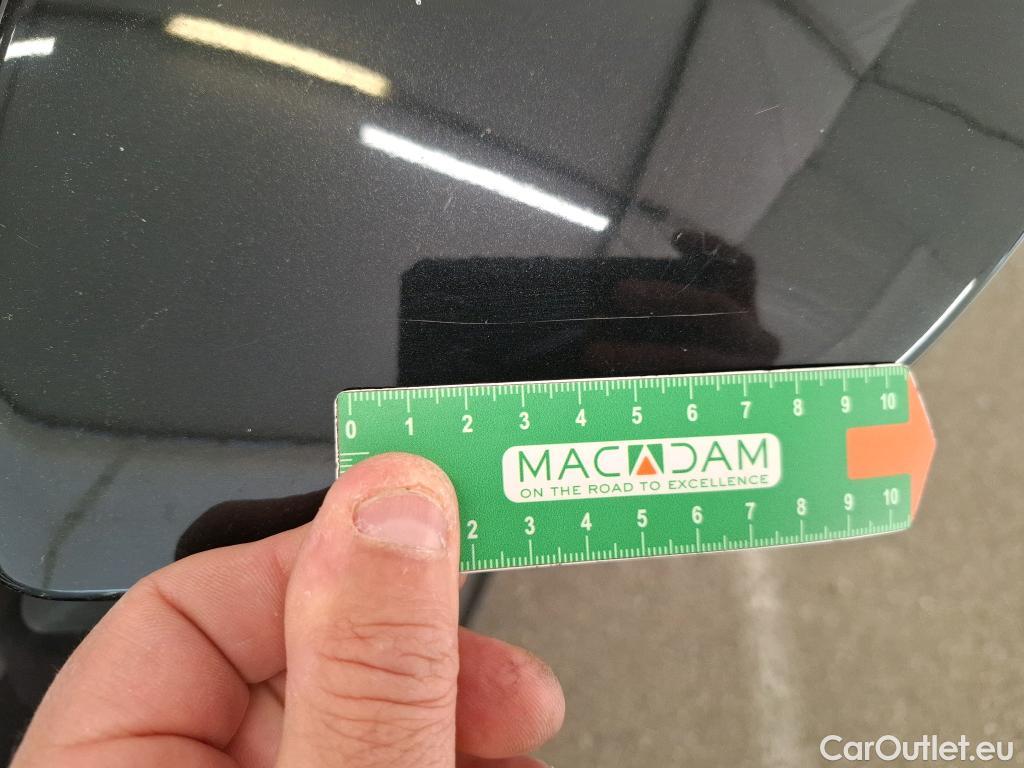 0 1 2 3 4 5 6 7 8 9 10
MACADAM
ON THE ROAD TO EXCELLENCE
2 3 4 5 6 7 8 9 10
CarOutlet.eu